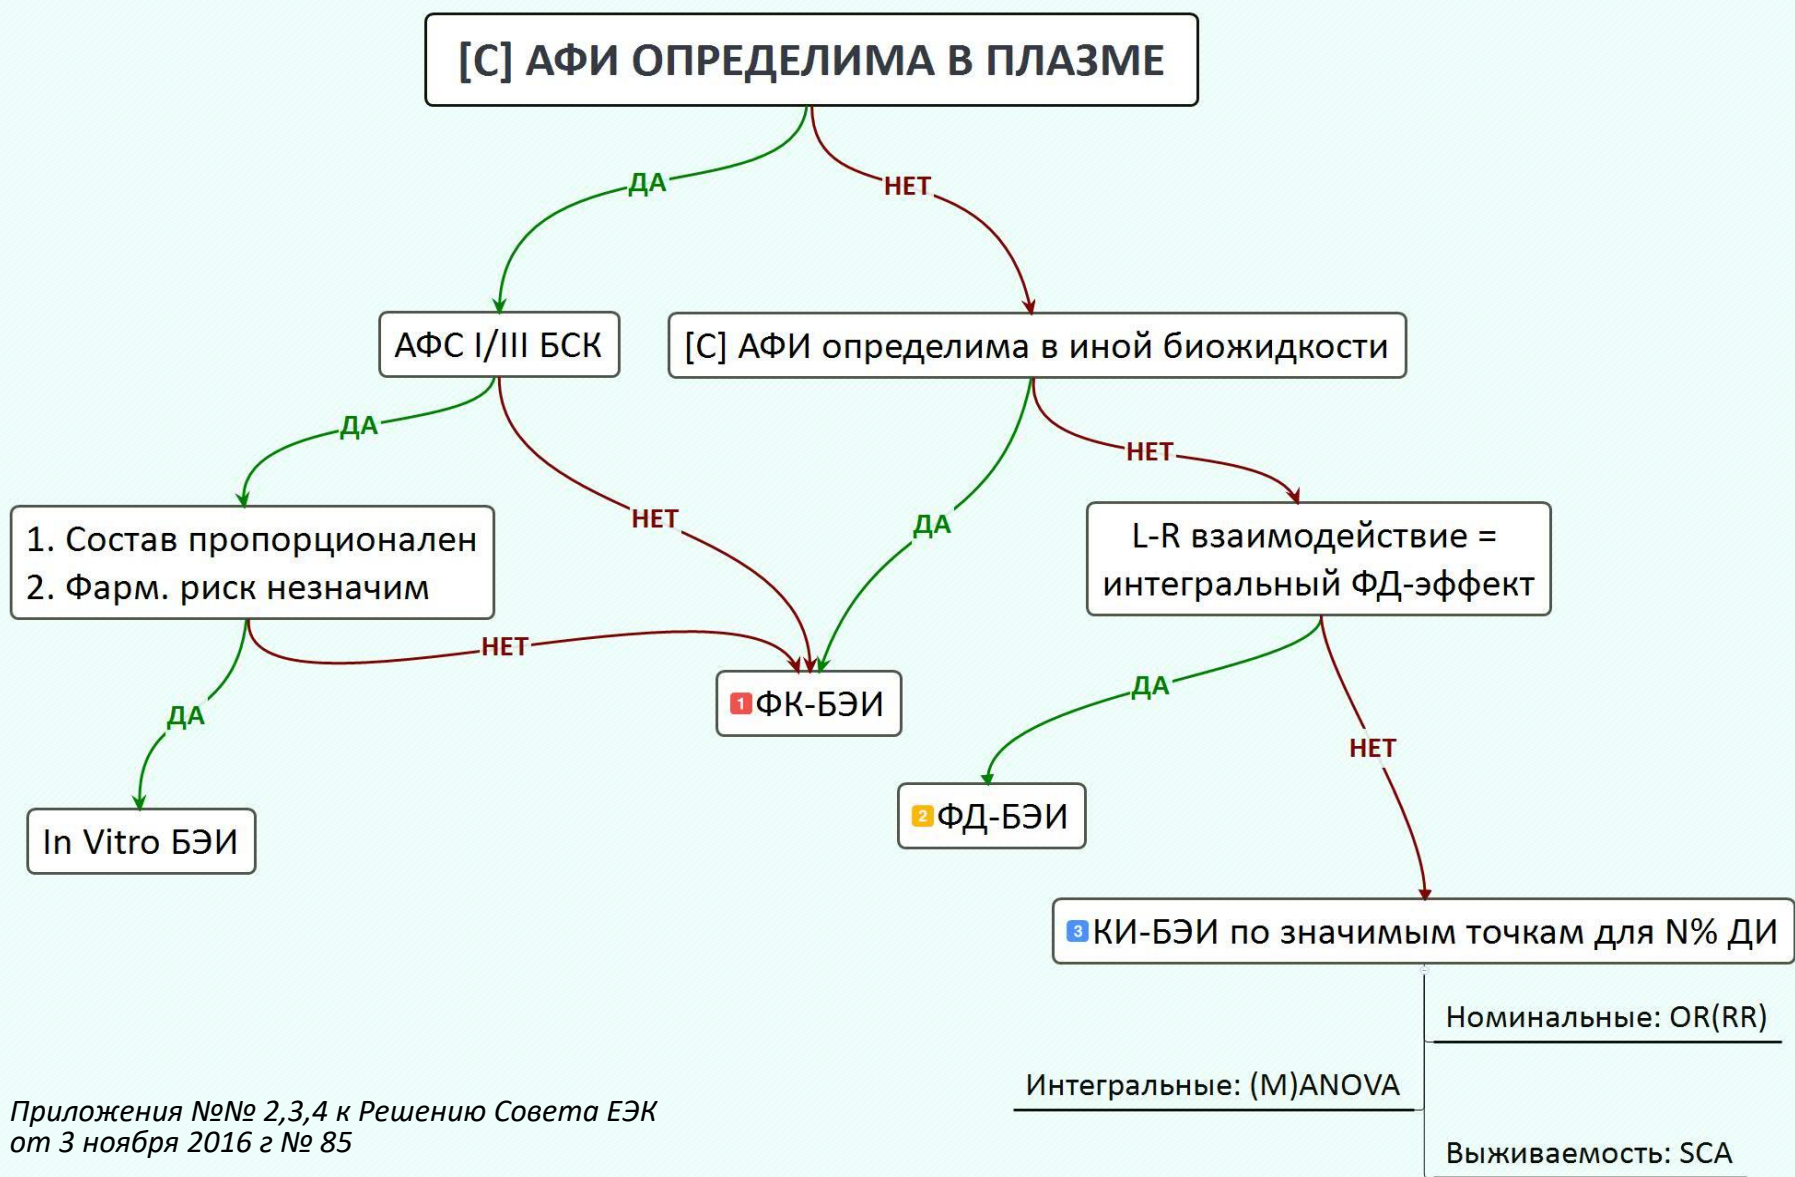 [C] АФИ ОПРЕДЕЛИМА В ПЛАЗМЕ
ДА
НЕТ
АФС I/III БСК
[C] АФИ определима в иной биожидкости
ДА
НЕТ
НЕТ
ДА
1. Состав пропорционален
2. Фарм. риск незначим
L-R взаимодействие =
интегральный ФД-эффект
НЕТ
ДА
ДА
НЕТ
1 ФК-БЭИ
2 ФД-БЭИ
In Vitro БЭИ
3 КИ-БЭИ по значимым точкам для N% ДИ
Номинальные: OR(RR)
Интегральные: (M)ANOVA
Выживаемость: SCA
Приложения №№ 2,3,4 к Решению Совета ЕЭК
от 3 ноября 2016 г № 85